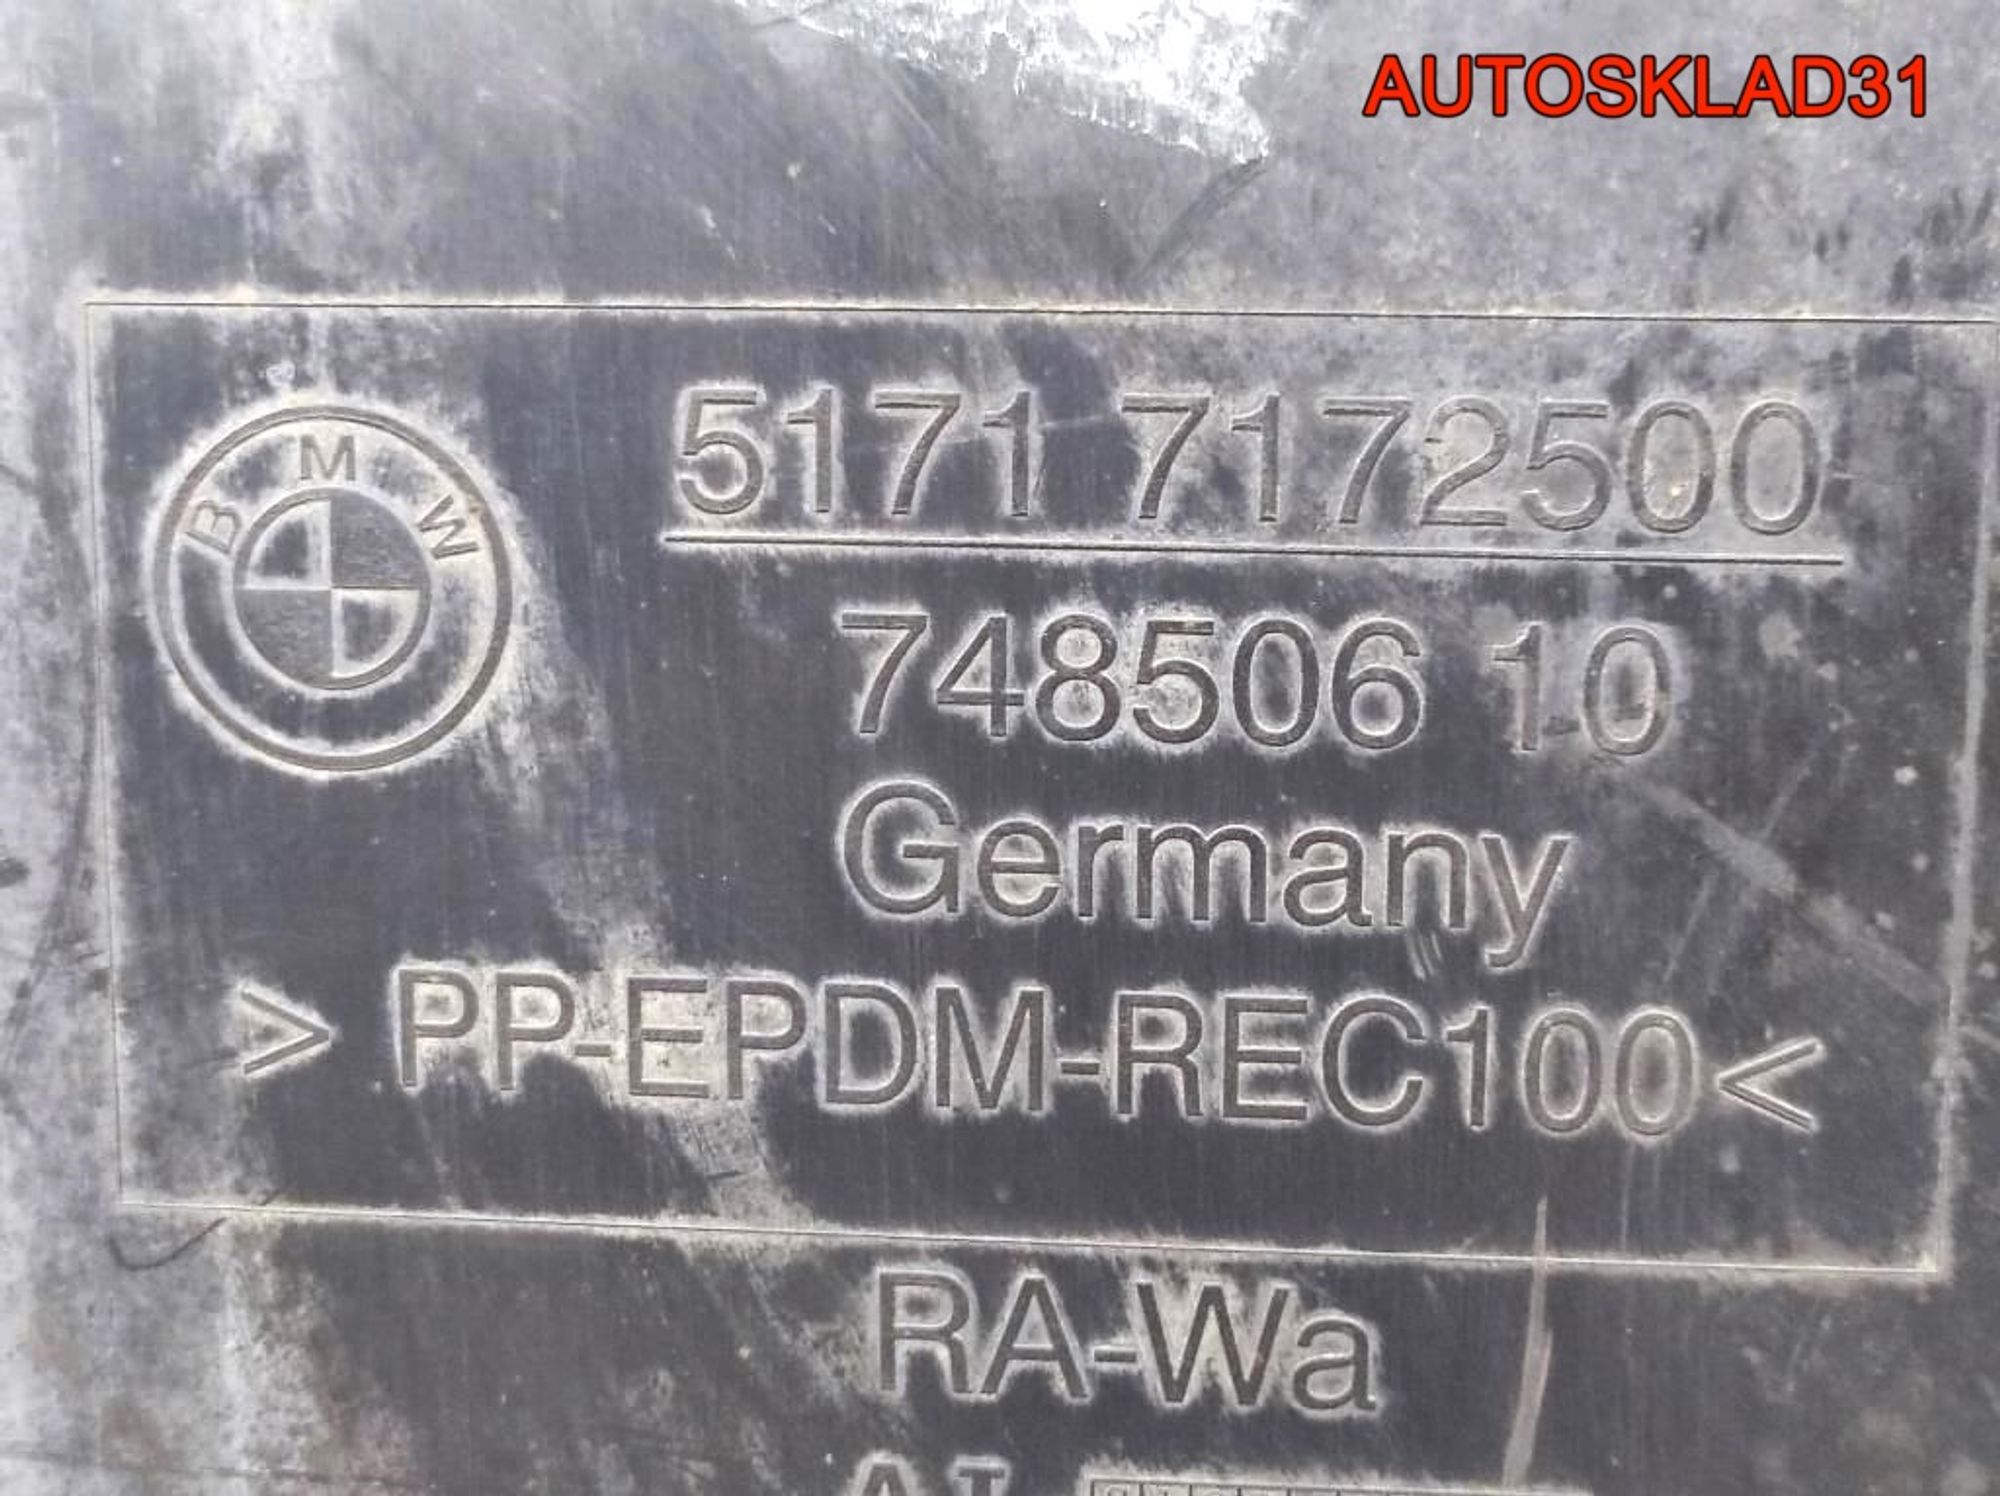 AUTOSKLAD31
BMW
5171 7172500
748506 10
Germany
> PP-EPDM-REC100<
RA-Wa